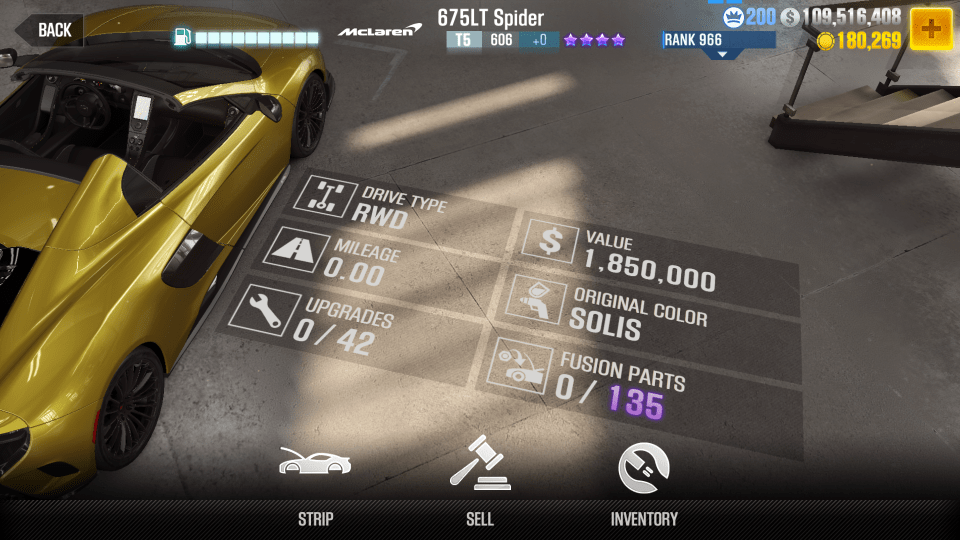 BACK
McLaren
675LT Spider
T5 606 +0
RANK 966
200 $ 109,516,408
180,269
DRIVE TYPE
RWD
MILEAGE
0.00
UPGRADES
0 / 42
$ VALUE
1,850,000
ORIGINAL COLOR
SOLIS
FUSION PARTS
0 / 135
STRIP
SELL
INVENTORY